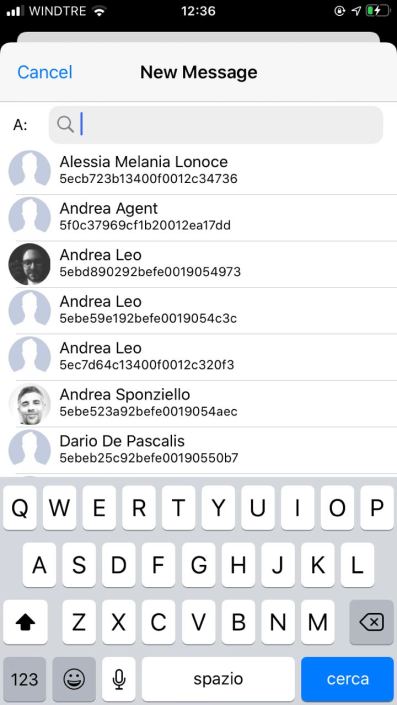 WINDTRE 12:36
Cancel New Message
A:
Alessia Melania Lonoce
5ecb723b13400f0012c34736
Andrea Agent
5f0c37969cf1b20012ea17dd
Andrea Leo
5ebd890292befe0019054973
Andrea Leo
5ebe59e192befe0019054c3c
Andrea Leo
5ec7d64c13400f0012c320f3
Andrea Sponziello
5ebe523a92befe0019054aec
Dario De Pascalis
5ebeb25c92befe00190550b7
Q W E R T Y U I O P
A S D F G H J K L
Z X C V B N M
123 spazio cerca